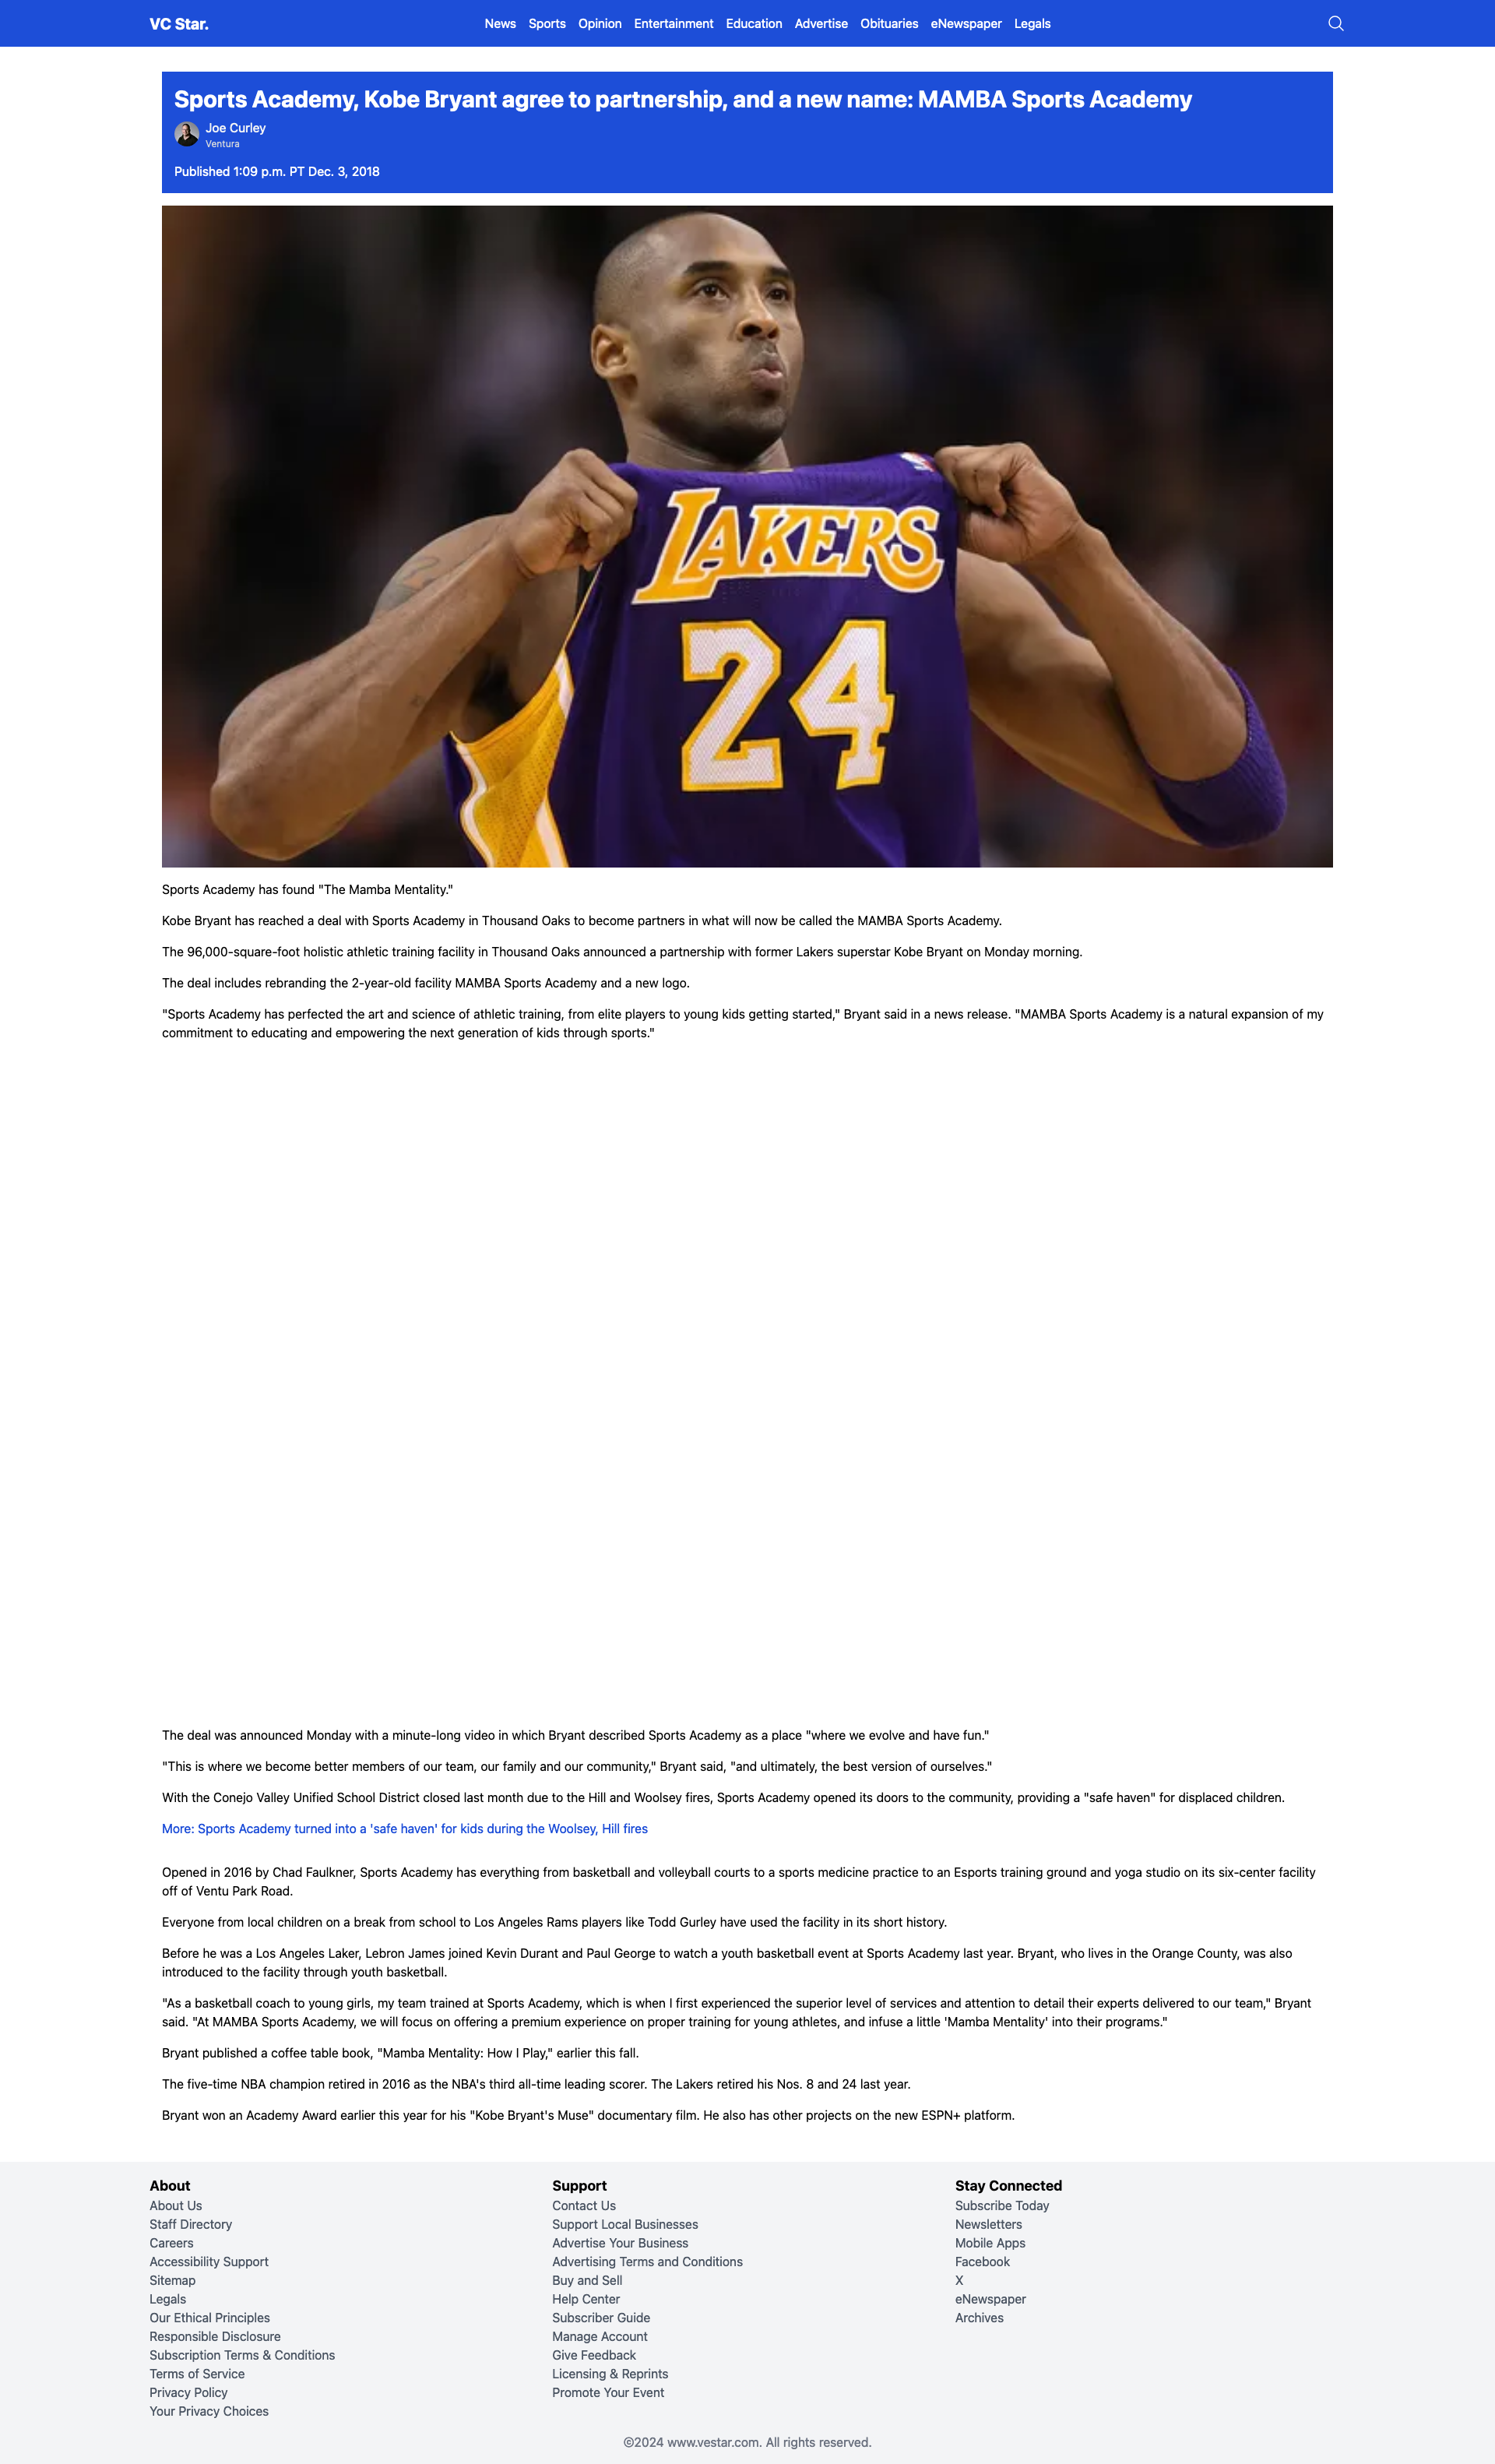 VC Star.
News Sports Opinion Entertainment Education Advertise Obituaries eNewspaper Legals
Sports Academy, Kobe Bryant agree to partnership, and a new name: MAMBA Sports Academy
Joe Curley
Ventura
Published 1:09 p.m. PT Dec. 3, 2018
LAKERS
24
Sports Academy has found "The Mamba Mentality."
Kobe Bryant has reached a deal with Sports Academy in Thousand Oaks to become partners in what will now be called the MAMBA Sports Academy.
The 96,000-square-foot holistic athletic training facility in Thousand Oaks announced a partnership with former Lakers superstar Kobe Bryant on Monday morning.
The deal includes rebranding the 2-year-old facility MAMBA Sports Academy and a new logo.
"Sports Academy has perfected the art and science of athletic training, from elite players to young kids getting started," Bryant said in a news release. "MAMBA Sports Academy is a natural expansion of my
commitment to educating and empowering the next generation of kids through sports."
The deal was announced Monday with a minute-long video in which Bryant described Sports Academy as a place "where we evolve and have fun."
"This is where we become better members of our team, our family and our community," Bryant said, "and ultimately, the best version of ourselves."
With the Conejo Valley Unified School District closed last month due to the Hill and Woolsey fires, Sports Academy opened its doors to the community, providing a "safe haven" for displaced children.
More: Sports Academy turned into a 'safe haven' for kids during the Woolsey, Hill fires
Opened in 2016 by Chad Faulkner, Sports Academy has everything from basketball and volleyball courts to a sports medicine practice to an Esports training ground and yoga studio on its six-center facility
off of Ventu Park Road.
Everyone from local children on a break from school to Los Angeles Rams players like Todd Gurley have used the facility in its short history.
Before he was a Los Angeles Laker, Lebron James joined Kevin Durant and Paul George to watch a youth basketball event at Sports Academy last year. Bryant, who lives in the Orange County, was also
introduced to the facility through youth basketball.
"As a basketball coach to young girls, my team trained at Sports Academy, which is when I first experienced the superior level of services and attention to detail their experts delivered to our team," Bryant
said. "At MAMBA Sports Academy, we will focus on offering a premium experience on proper training for young athletes, and infuse a little 'Mamba Mentality' into their programs."
Bryant published a coffee table book, "Mamba Mentality: How I Play," earlier this fall.
The five-time NBA champion retired in 2016 as the NBA's third all-time leading scorer. The Lakers retired his Nos. 8 and 24 last year.
Bryant won an Academy Award earlier this year for his "Kobe Bryant's Muse" documentary film. He also has other projects on the new ESPN+ platform.
About
About Us
Staff Directory
Careers
Accessibility Support
Sitemap
Legals
Our Ethical Principles
Responsible Disclosure
Subscription Terms & Conditions
Terms of Service
Privacy Policy
Your Privacy Choices
Support
Contact Us
Support Local Businesses
Advertise Your Business
Advertising Terms and Conditions
Buy and Sell
Help Center
Subscriber Guide
Manage Account
Give Feedback
Licensing & Reprints
Promote Your Event
Stay Connected
Subscribe Today
Newsletters
Mobile Apps
Facebook
X
eNewspaper
Archives
©2024 www.vestar.com. All rights reserved.